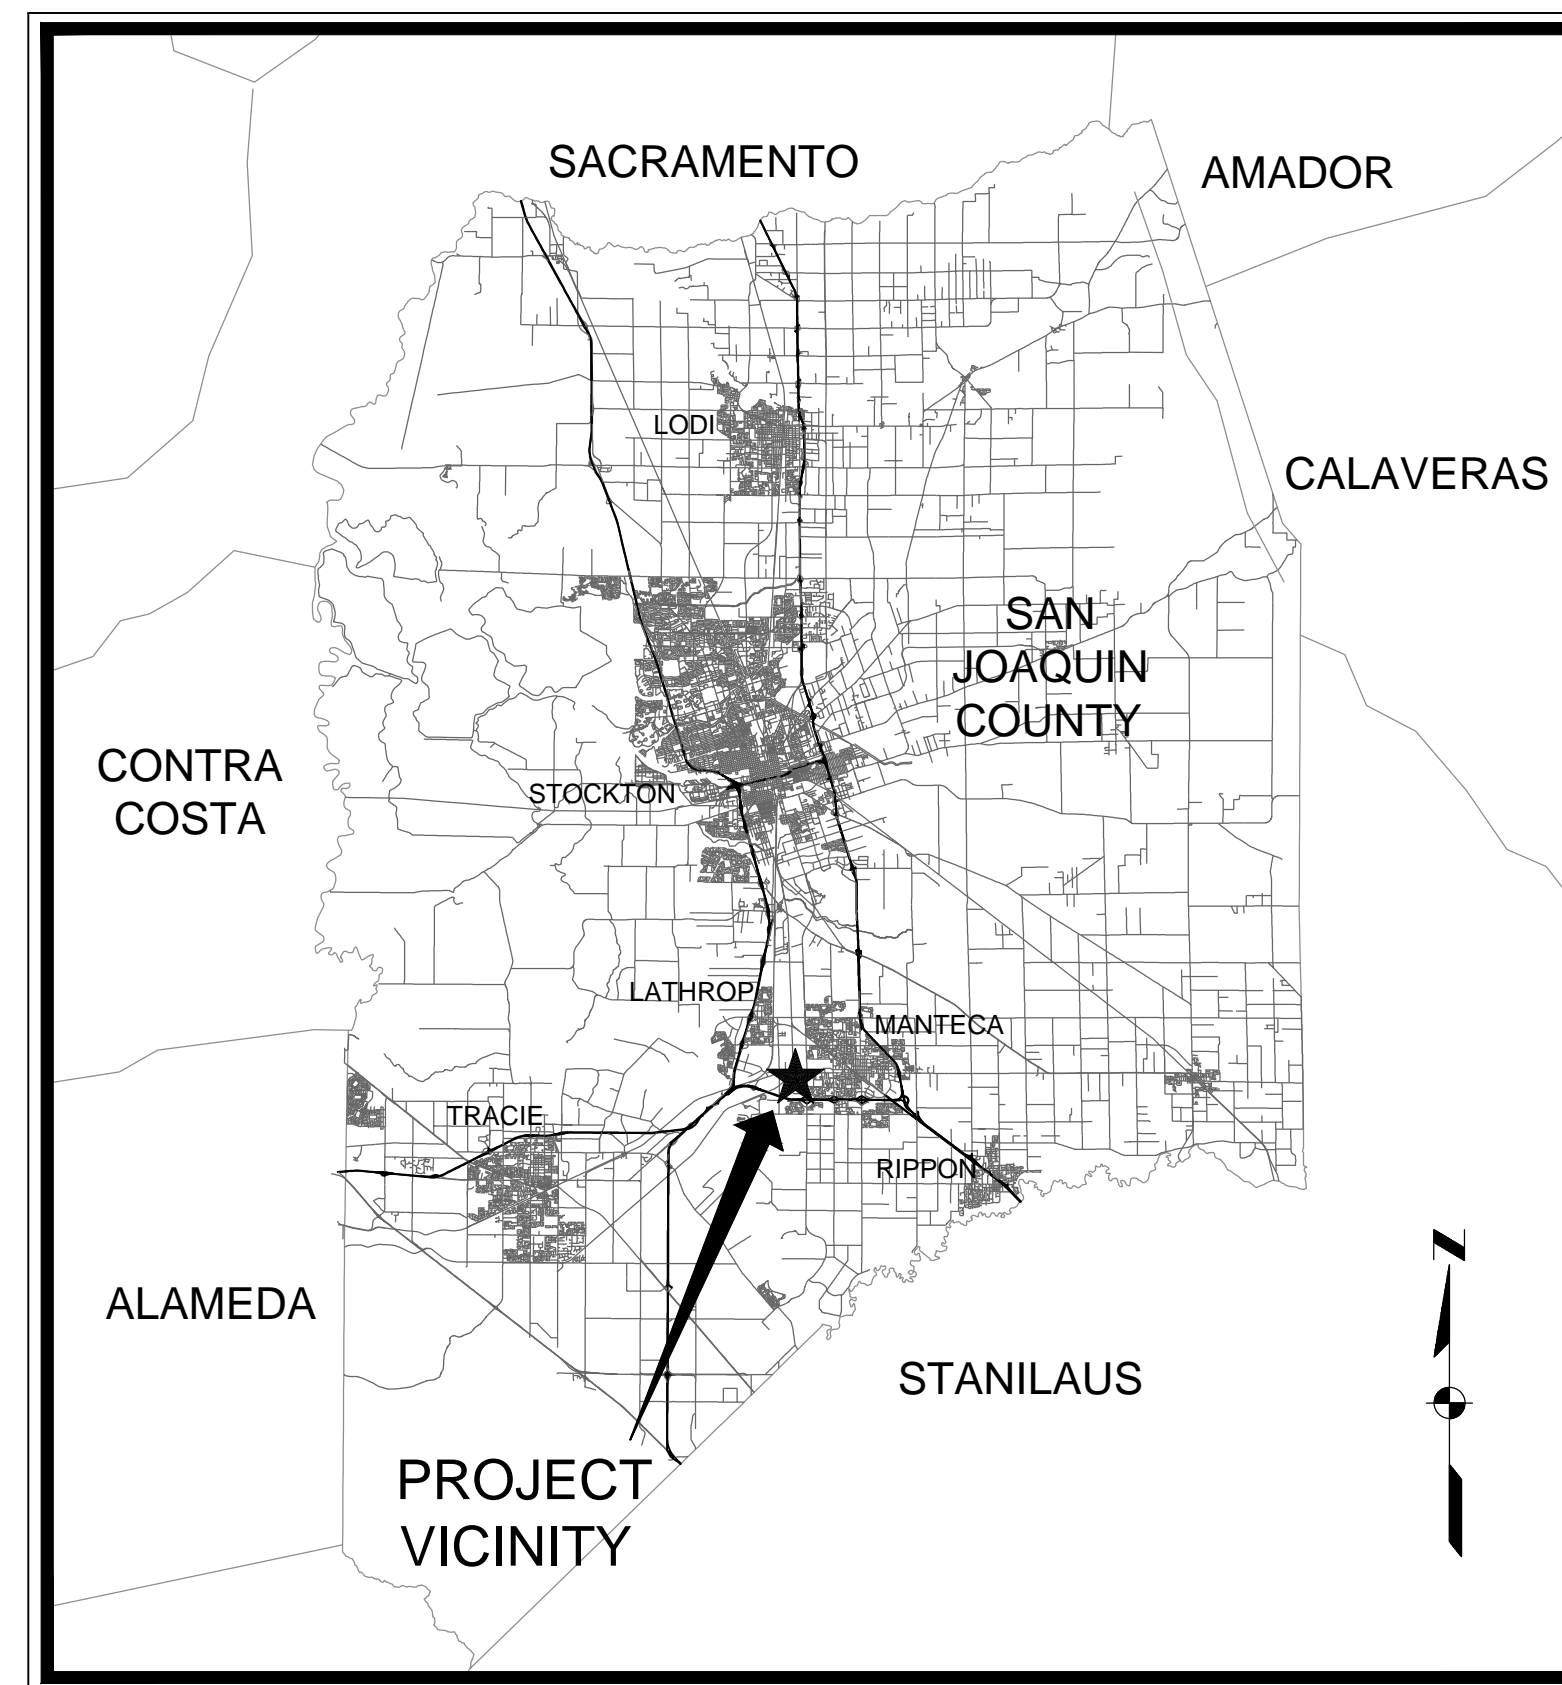 SACRAMENTO
AMADOR
LODI
CALAVERAS
SAN
JOAQUIN
COUNTY
CONTRA
COSTA
STOCKTON
LATHROP
MANTECA
TRACIE
RIPPON
ALAMEDA
N
STANILAUS
PROJECT
VICINITY